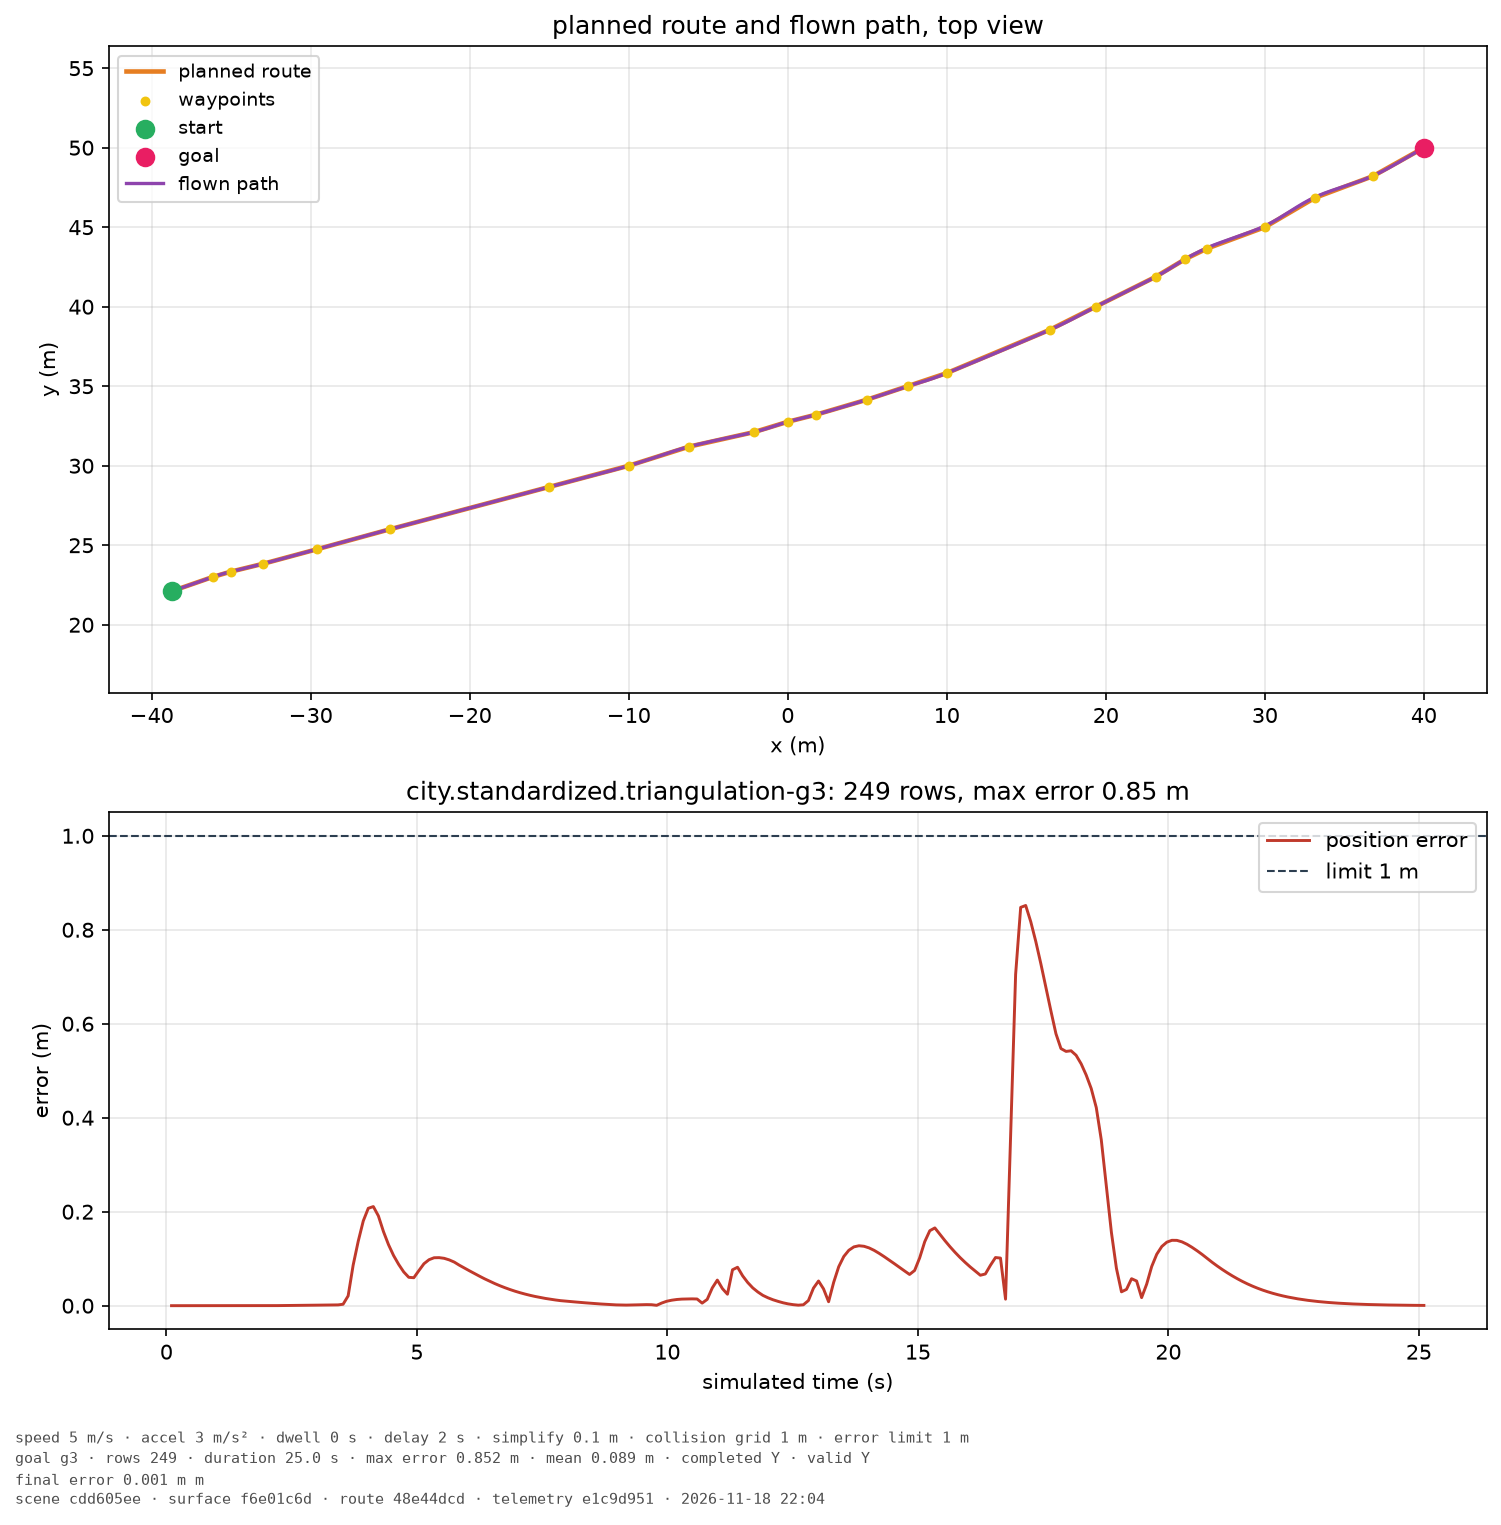 planned route and flown path, top view
planned route
waypoints
start
goal
flown path
55
50
45
40
35
30
25
20
y (m)
−40 −30 −20 −10 0 10 20 30 40
x (m)
city.standardized.triangulation-g3: 249 rows, max error 0.85 m
position error
limit 1 m
1.0
0.8
0.6
0.4
0.2
0.0
error (m)
0 5 10 15 20 25
simulated time (s)
speed 5 m/s · accel 3 m/s² · dwell 0 s · delay 2 s · simplify 0.1 m · collision grid 1 m · error limit 1 m
goal g3 · rows 249 · duration 25.0 s · max error 0.852 m · mean 0.089 m · completed Y · valid Y
final error 0.001 m m
scene cdd605ee · surface f6e01c6d · route 48e44dcd · telemetry e1c9d951 · 2026-11-18 22:04